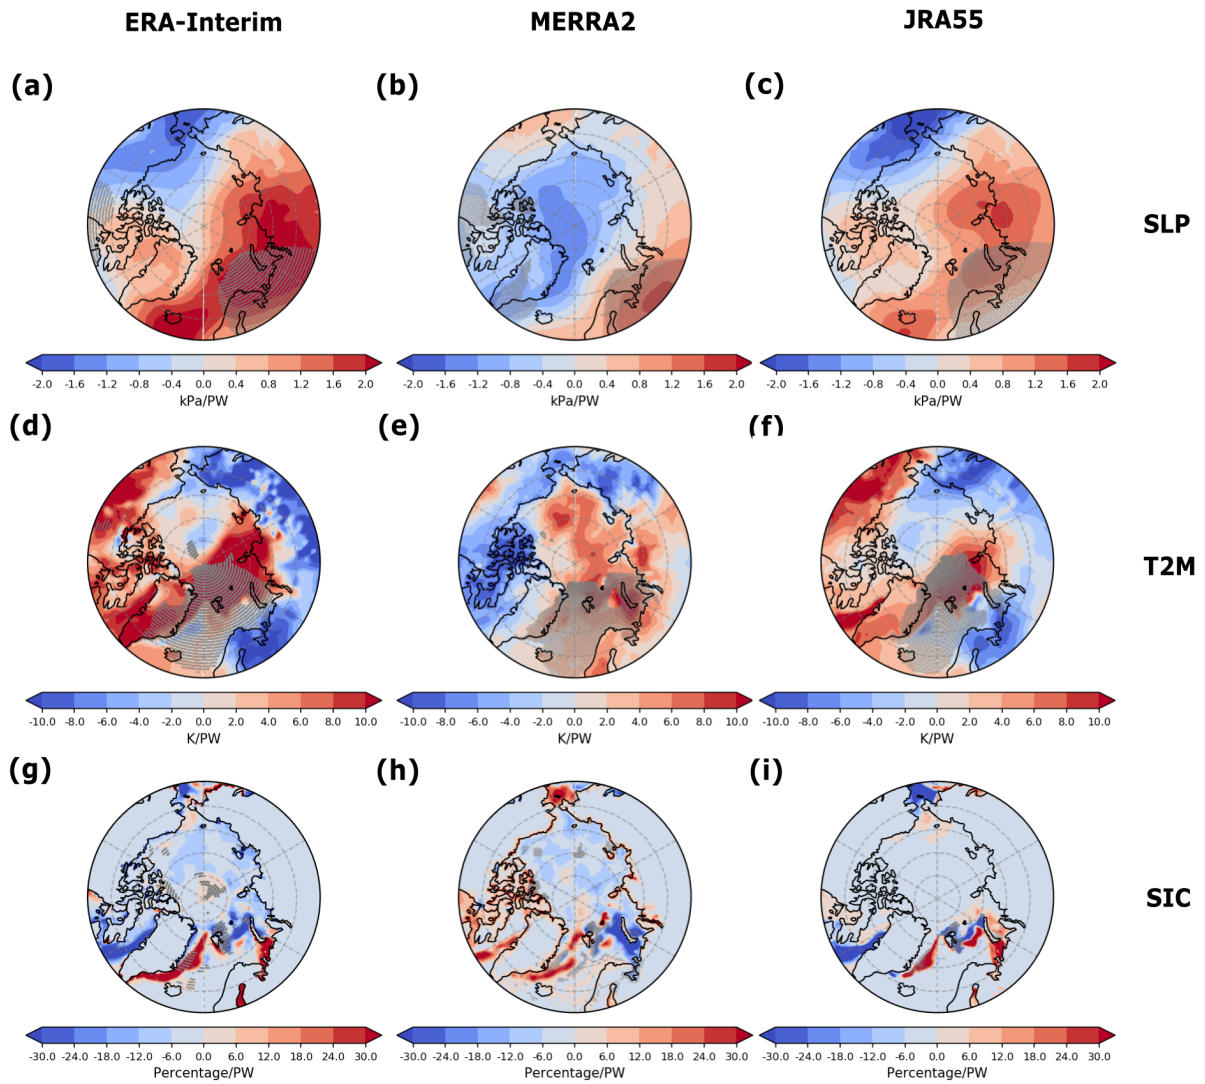 ERA-Interim MERRA2 JRA55
(a) (b) (c)
SLP
-2.0 -1.6 -1.2 -0.8 -0.4 0.0 0.4 0.8 1.2 1.6 2.0 -2.0 -1.6 -1.2 -0.8 -0.4 0.0 0.4 0.8 1.2 1.6 2.0 -2.0 -1.6 -1.2 -0.8 -0.4 0.0 0.4 0.8 1.2 1.6 2.0
kPa/PW kPa/PW kPa/PW
(d) (e) (f)
T2M
-10.0 -8.0 -6.0 -4.0 -2.0 0.0 2.0 4.0 6.0 8.0 10.0 -10.0 -8.0 -6.0 -4.0 -2.0 0.0 2.0 4.0 6.0 8.0 10.0 -10.0 -8.0 -6.0 -4.0 -2.0 0.0 2.0 4.0 6.0 8.0 10.0
K/PW K/PW K/PW
(g) (h) (i)
SIC
-30.0 -24.0 -18.0 -12.0 -6.0 0.0 6.0 12.0 18.0 24.0 30.0 -30.0 -24.0 -18.0 -12.0 -6.0 0.0 6.0 12.0 18.0 24.0 30.0 -30.0 -24.0 -18.0 -12.0 -6.0 0.0 6.0 12.0 18.0 24.0 30.0
Percentage/PW Percentage/PW Percentage/PW